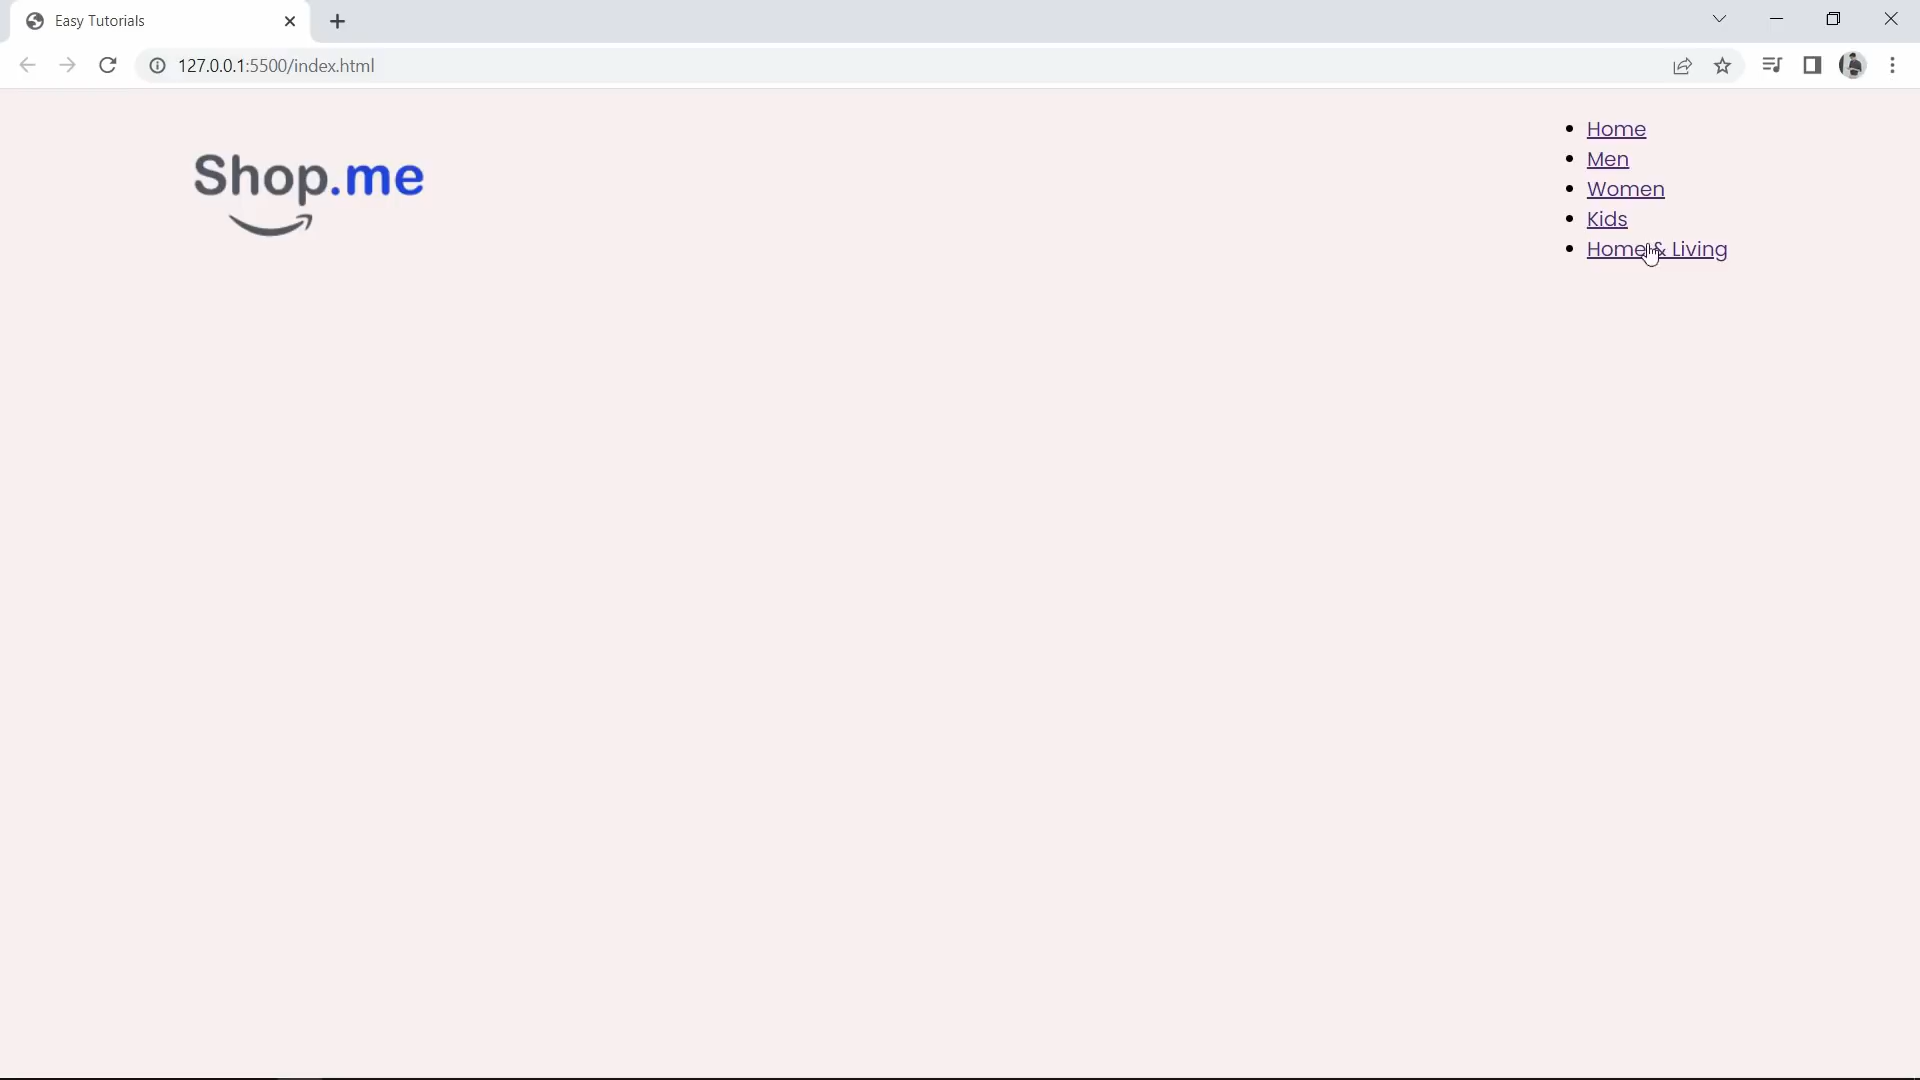 Easy Tutorials
127.0.0.1:5500/index.html
Shop.me
Home
Men
Women
Kids
Home & Living